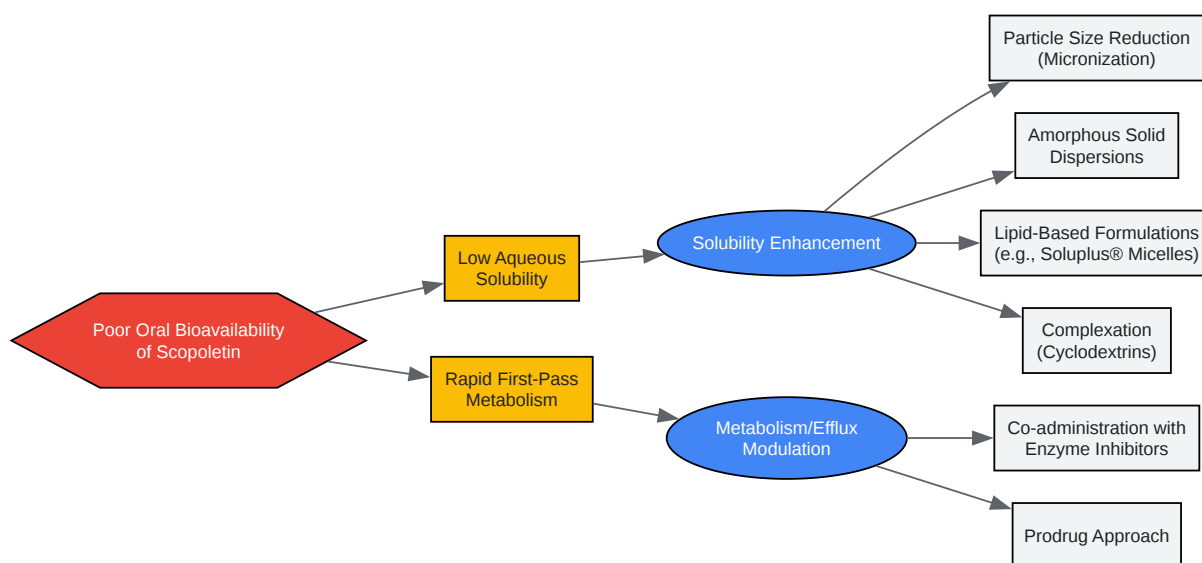 Poor Oral Bioavailability
of Scopoletin
Low Aqueous
Solubility
Rapid First-Pass
Metabolism
Solubility Enhancement
Metabolism/Efflux
Modulation
Particle Size Reduction
(Micronization)
Amorphous Solid
Dispersions
Lipid-Based Formulations
(e.g., Soluplus® Micelles)
Complexation
(Cyclodextrins)
Co-administration with
Enzyme Inhibitors
Prodrug Approach